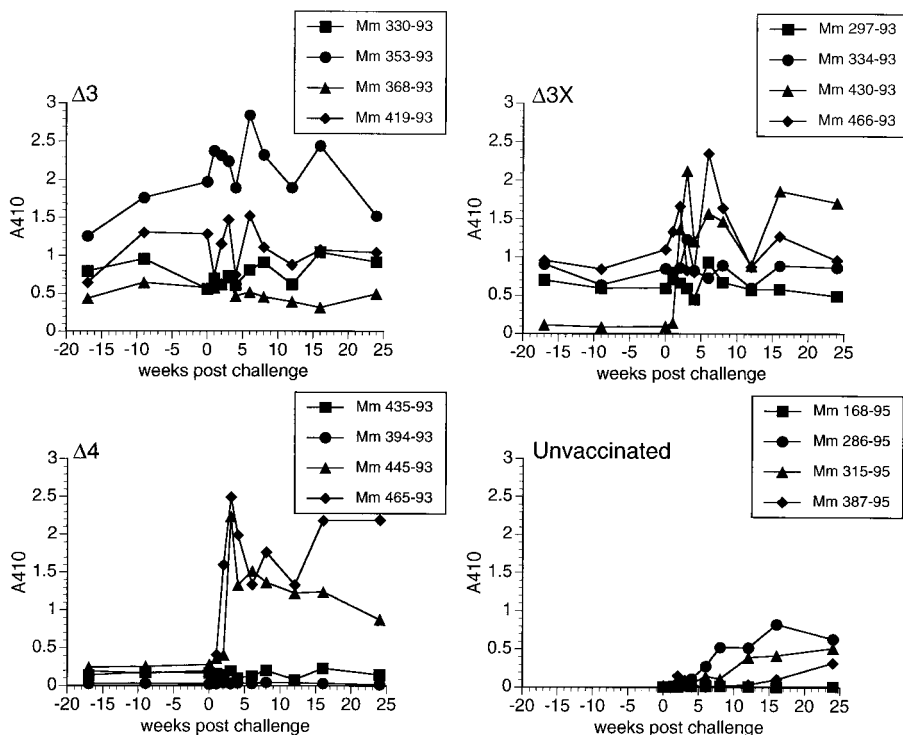 Δ3
Mm 330-93
Mm 353-93
Mm 368-93
Mm 419-93
A410
3
2.5
2
1.5
1
0.5
0
-20 -15 -10 -5 0 5 10 15 20 25
weeks post challenge
Δ3X
Mm 297-93
Mm 334-93
Mm 430-93
Mm 466-93
3
2.5
2
1.5
1
0.5
0
-20 -15 -10 -5 0 5 10 15 20 25
weeks post challenge
Δ4
Mm 435-93
Mm 394-93
Mm 445-93
Mm 465-93
A410
3
2.5
2
1.5
1
0.5
0
-20 -15 -10 -5 0 5 10 15 20 25
weeks post challenge
Unvaccinated
Mm 168-95
Mm 286-95
Mm 315-95
Mm 387-95
A410
3
2.5
2
1.5
1
0.5
0
-20 -15 -10 -5 0 5 10 15 20 25
weeks post challenge